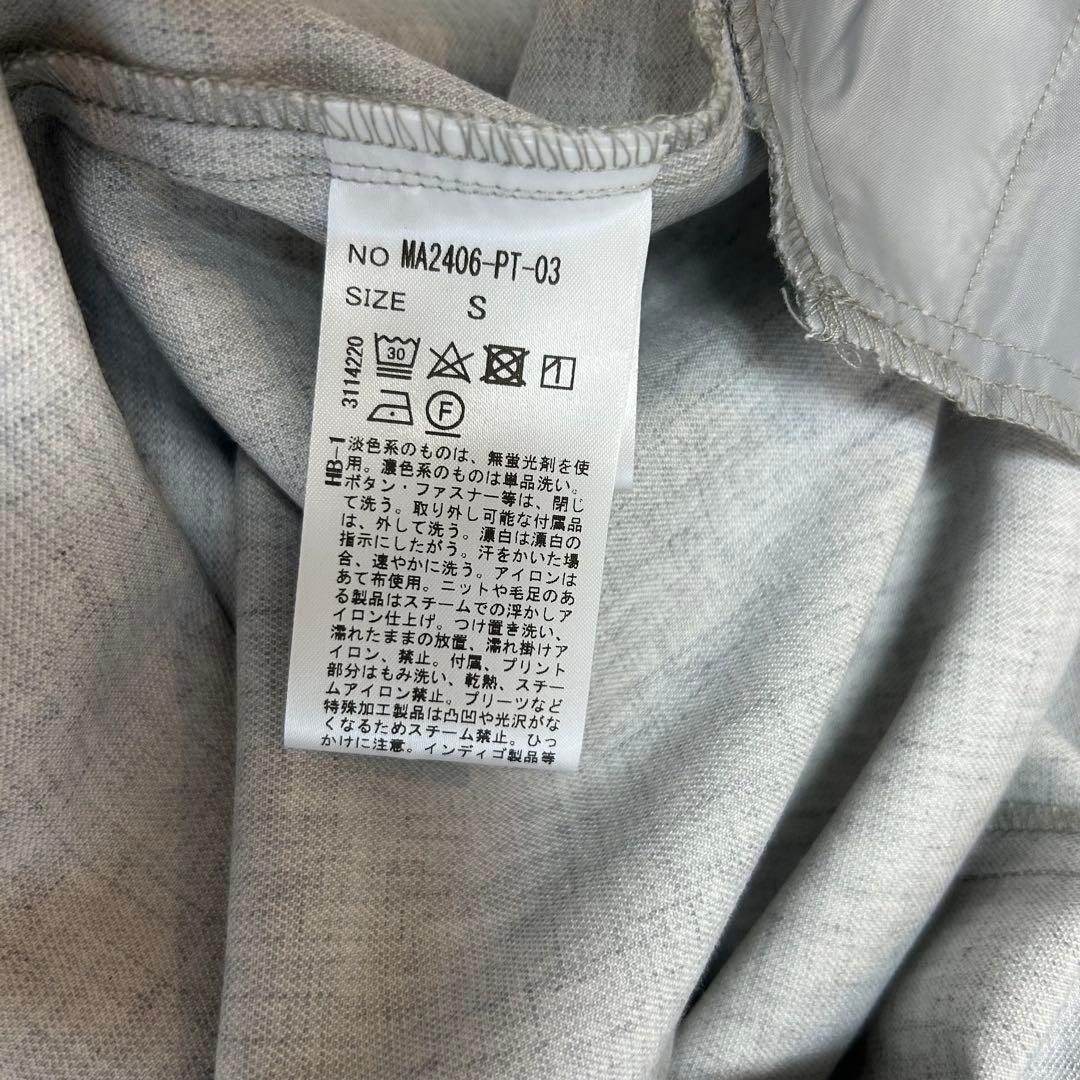 NO MA2406-PT-03
SIZE S
30
1
F
3114220
HB-1
淡色系のものは、無蛍光剤を使
用。濃色系のものは単品洗い。
ボタン・ファスナー等は、閉じ
て洗う。取り外し可能な付属品
は、外して洗う。漂白は漂白の
指示にしたがう。汗をかいた場
合、速やかに洗う。アイロンは
あて布使用。ニットや毛足のあ
る製品はスチームでの浮かしア
イロン仕上げ。つけ置き洗い、
濡れたままの放置、濡れ掛けア
イロン、禁止。付属、プリント
部分はもみ洗い、乾熱、スチー
ムアイロン禁止。プリーツなど
特殊加工製品は凸凹や光沢がな
くなるためスチーム禁止。ひっ
かけに注意。インディゴ製品等